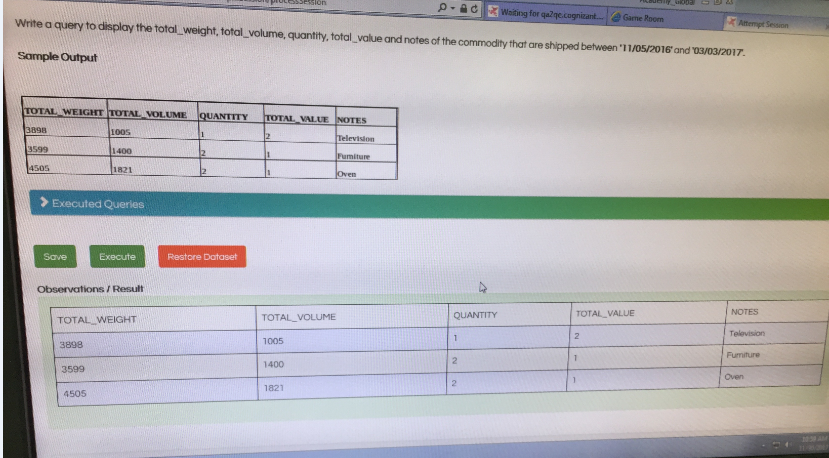 Waiting for qa2qe.cognizant....
Game Room
Attempt Session
Write a query to display the total_weight, total_volume, quantity, total_value and notes of the commodity that are shipped between '11/05/2016' and '03/03/2017'.
Sample Output
TOTAL_WEIGHT TOTAL_VOLUME QUANTITY TOTAL_VALUE NOTES
3898 1005 1 2 Television
3599 1400 2 1 Furniture
4505 1821 2 1 Oven
Executed Queries
Save Execute Restore Dataset
Observations / Result
TOTAL_WEIGHT TOTAL_VOLUME QUANTITY TOTAL_VALUE NOTES
3898 1005 1 2 Television
3599 1400 2 1 Furniture
4505 1821 2 1 Oven